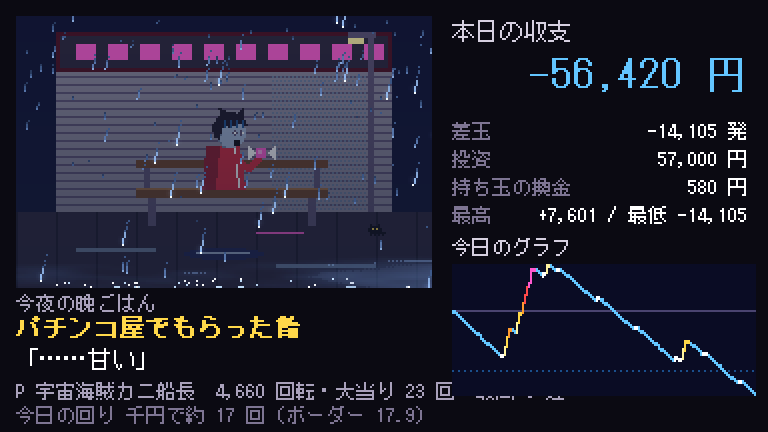 本日の収支
-56,420 円
差玉 -14,105 発
投資 57,000 円
持ち玉の換金 580 円
最高 +7,601 / 最低 -14,105
今日のグラフ
今夜の晩ごはん
パチンコ屋でもらった飴
「……甘い」
P 宇宙海賊カニ船長 4,660 回転・大当り 23 回
今日の回り 千円で約 17 回（ボーダー 17.9）